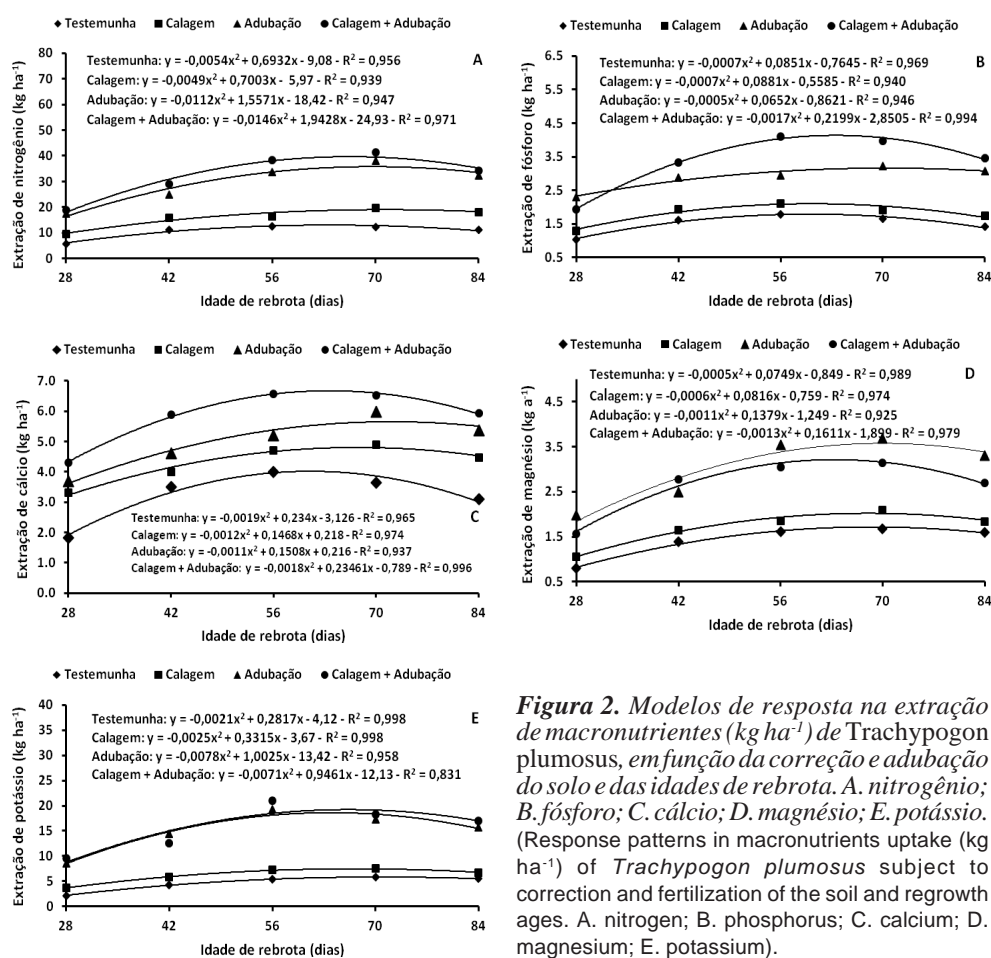 Testemunha Calagem Adubação Calagem + Adubação
Extração de nitrogênio (kg ha⁻¹)
80
70
60
50
40
30
20
10
0
A
Testemunha: y = -0,0054x² + 0,6932x - 9,08 - R² = 0,956
Calagem: y = -0,0049x² + 0,7003x - 5,97 - R² = 0,939
Adubação: y = -0,0112x² + 1,5571x - 18,42 - R² = 0,947
Calagem + Adubação: y = -0,0146x² + 1,9428x - 24,93 - R² = 0,971
28 42 56 70 84
Idade de rebrota (dias)
Testemunha Calagem Adubação Calagem + Adubação
Extração de fósforo (kg ha⁻¹)
6.5
5.5
4.5
3.5
2.5
1.5
0.5
B
Testemunha: y = -0,0007x² + 0,0851x - 0,7645 - R² = 0,969
Calagem: y = -0,0007x² + 0,0881x - 0,5585 - R² = 0,940
Adubação: y = -0,0005x² + 0,0652x - 0,8621 - R² = 0,946
Calagem + Adubação: y = -0,0017x² + 0,2199x - 2,8505 - R² = 0,994
28 42 56 70 84
Idade de rebrota (dias)
Testemunha Calagem Adubação Calagem + Adubação
Extração de cálcio (kg ha⁻¹)
7.0
6.0
5.0
4.0
3.0
2.0
1.0
0.0
Testemunha: y = -0,0019x² + 0,234x - 3,126 - R² = 0,965
C
Calagem: y = -0,0012x² + 0,1468x + 0,218 - R² = 0,974
Adubação: y = -0,0011x² + 0,1508x + 0,216 - R² = 0,937
Calagem + Adubação: y = -0,0018x² + 0,23461x - 0,789 - R² = 0,996
28 42 56 70 84
Idade de rebrota (dias)
Testemunha Calagem Adubação Calagem + Adubação
Extração de magnésio (kg a⁻¹)
5.5
4.5
3.5
2.5
1.5
0.5
Testemunha: y = -0,0005x² + 0,0749x - 0,849 - R² = 0,989
D
Calagem: y = -0,0006x² + 0,0816x - 0,759 - R² = 0,974
Adubação: y = -0,0011x² + 0,1379x - 1,249 - R² = 0,925
Calagem + Adubação: y = -0,0013x² + 0,1611x - 1,899 - R² = 0,979
28 42 56 70 84
Idade de rebrota (dias)
Testemunha Calagem Adubação Calagem + Adubação
Extração de potássio (kg ha⁻¹)
40
35
30
25
20
15
10
5
0
Testemunha: y = -0,0021x² + 0,2817x - 4,12 - R² = 0,998
E
Calagem: y = -0,0025x² + 0,3315x - 3,67 - R² = 0,998
Adubação: y = -0,0078x² + 1,0025x - 13,42 - R² = 0,958
Calagem + Adubação: y = -0,0071x² + 0,9461x - 12,13 - R² = 0,831
28 42 56 70 84
Idade de rebrota (dias)
Figura 2. Modelos de resposta na extração
de macronutrientes (kg ha⁻¹) de Trachypogon
plumosus, em função da correção e adubação
do solo e das idades de rebrota. A. nitrogênio;
B. fósforo; C. cálcio; D. magnésio; E. potássio.
(Response patterns in macronutrients uptake (kg
ha⁻¹) of Trachypogon plumosus subject to
correction and fertilization of the soil and regrowth
ages. A. nitrogen; B. phosphorus; C. calcium; D.
magnesium; E. potassium).